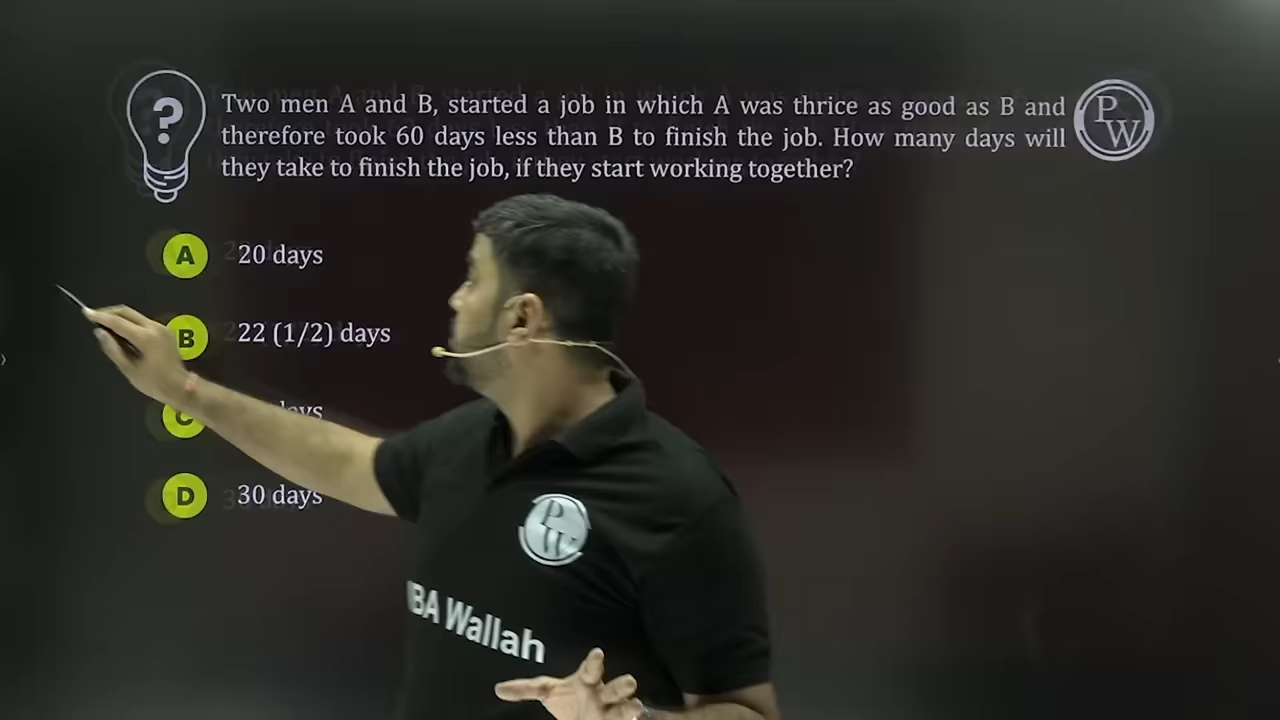 ?
Two men A and B, started a job in which A was thrice as good as B and
therefore took 60 days less than B to finish the job. How many days will
they take to finish the job, if they start working together?
PW
A 20 days
B 22 (1/2) days
C days
D 30 days
PW
BA Wallah